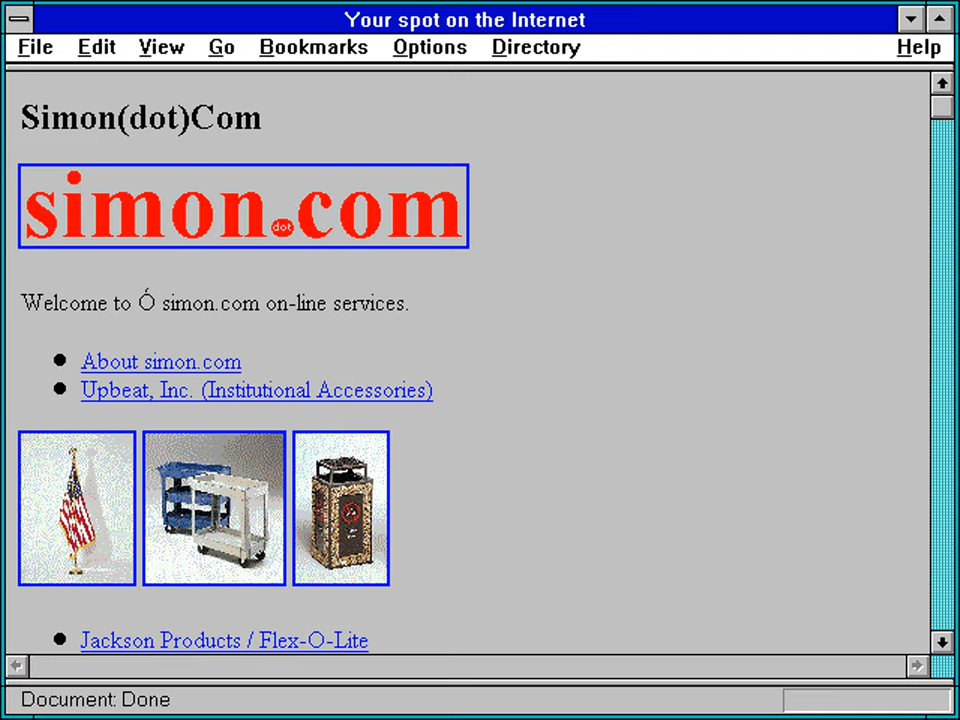 Your spot on the Internet
File Edit View Go Bookmarks Options Directory Help
Simon(dot)Com
simon.com
dot
Welcome to Ó simon.com on-line services.
About simon.com
Upbeat, Inc. (Institutional Accessories)
Jackson Products / Flex-O-Lite
Document: Done